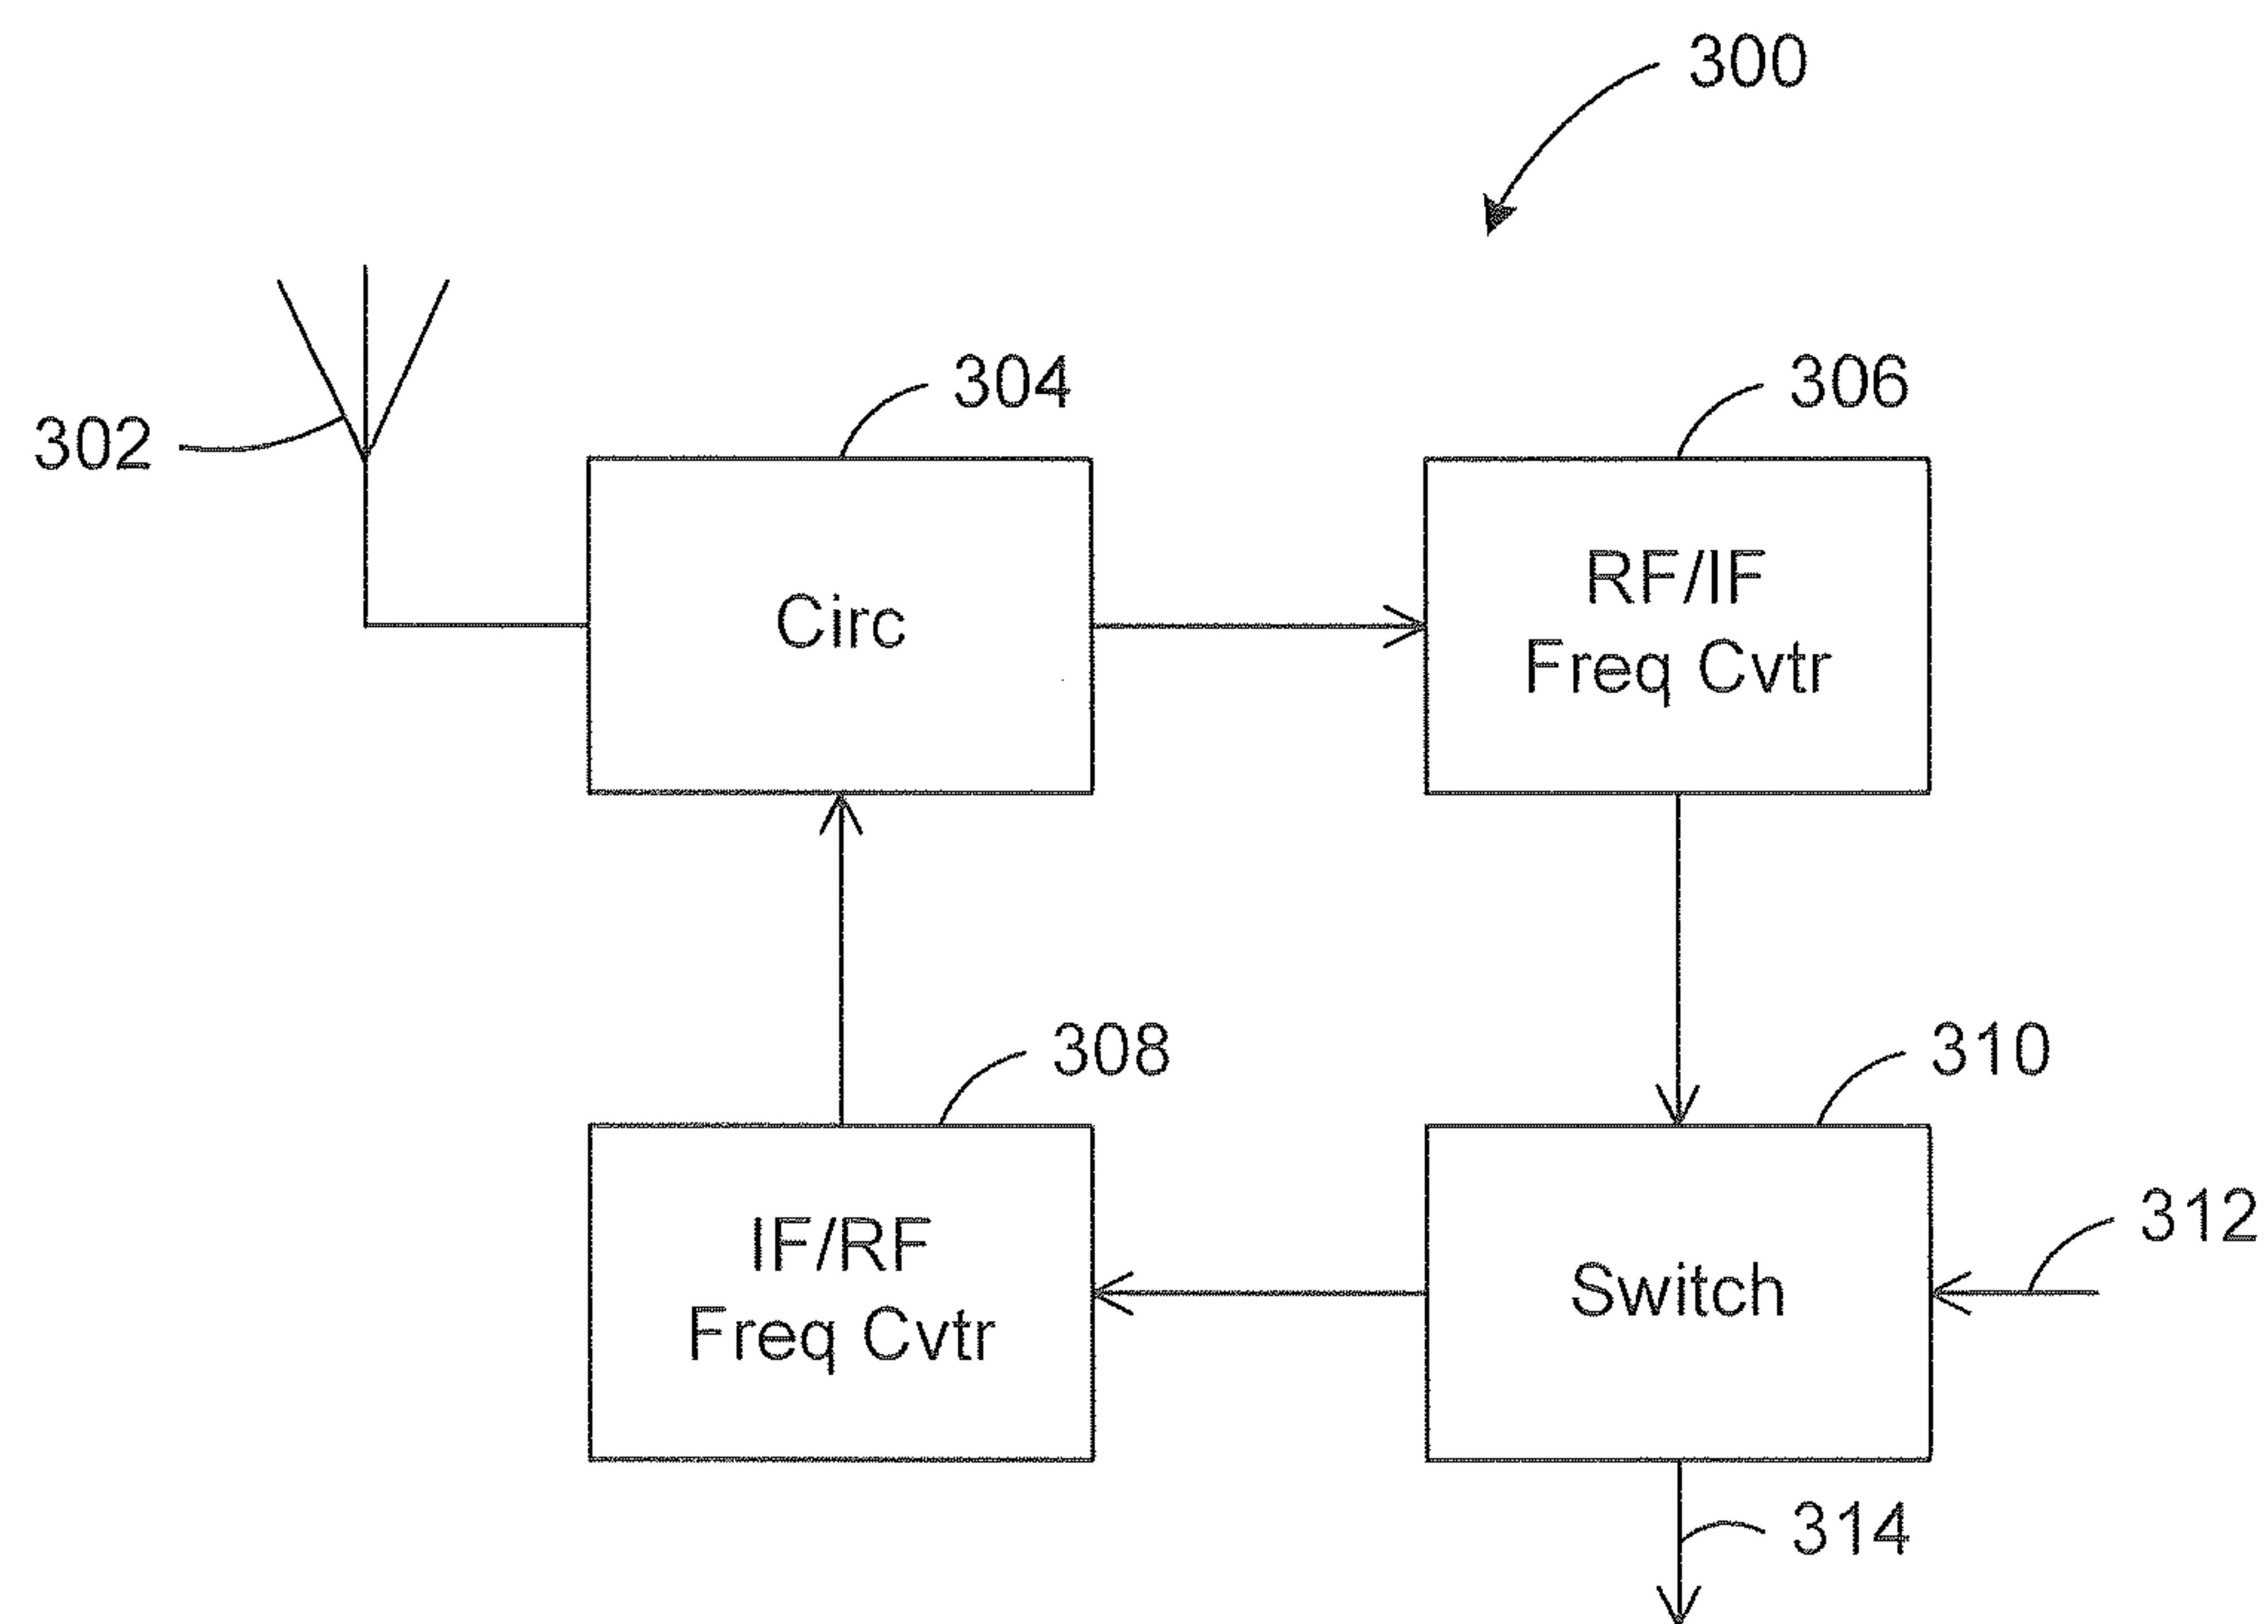 300
304
306
302
Circ
RF/IF
Freq Cvtr
308
310
312
IF/RF
Freq Cvtr
Switch
314